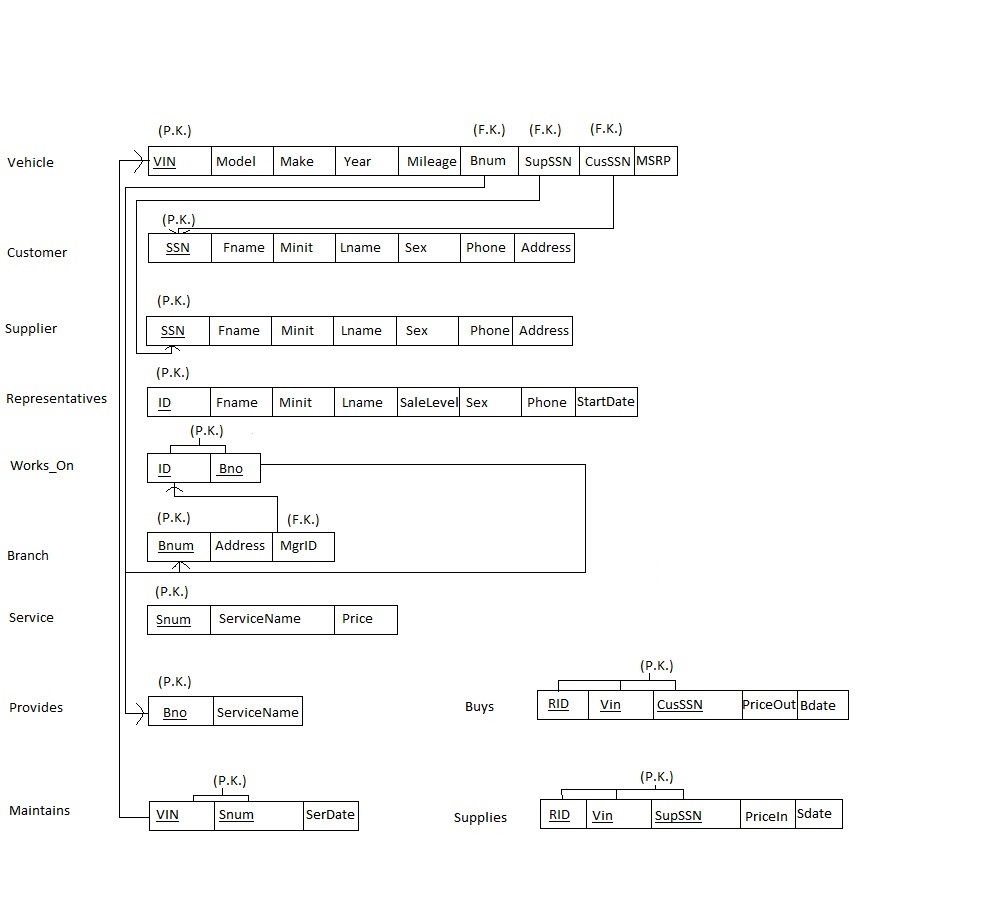 (P.K.) (F.K.) (F.K.) (F.K.)
Vehicle VIN Model Make Year Mileage Bnum SupSSN CusSSN MSRP
(P.K.)
Customer SSN Fname Minit Lname Sex Phone Address
(P.K.)
Supplier SSN Fname Minit Lname Sex Phone Address
(P.K.)
Representatives ID Fname Minit Lname SaleLevel Sex Phone StartDate
(P.K.)
Works_On ID Bno
(P.K.) (F.K.)
Branch Bnum Address MgrID
(P.K.)
Service Snum ServiceName Price
(P.K.)
Provides Bno ServiceName
(P.K.)
Buys RID Vin CusSSN PriceOut Bdate
(P.K.)
Maintains VIN Snum SerDate
(P.K.)
Supplies RID Vin SupSSN PriceIn Sdate